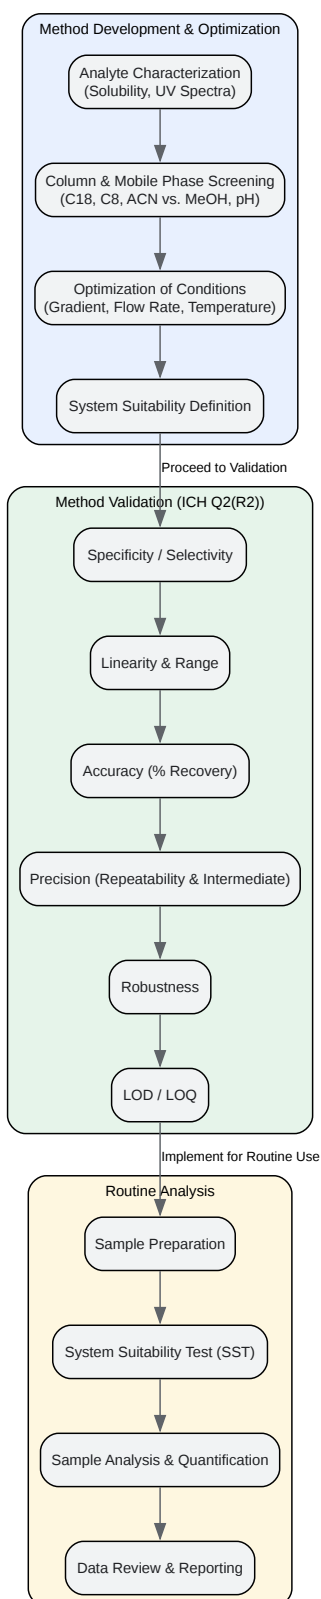 Method Development & Optimization
Analyte Characterization
(Solubility, UV Spectra)
Column & Mobile Phase Screening
(C18, C8, ACN vs. MeOH, pH)
Optimization of Conditions
(Gradient, Flow Rate, Temperature)
System Suitability Definition
Proceed to Validation
Method Validation (ICH Q2(R2))
Specificity / Selectivity
Linearity & Range
Accuracy (% Recovery)
Precision (Repeatability & Intermediate)
Robustness
LOD / LOQ
Implement for Routine Use
Routine Analysis
Sample Preparation
System Suitability Test (SST)
Sample Analysis & Quantification
Data Review & Reporting